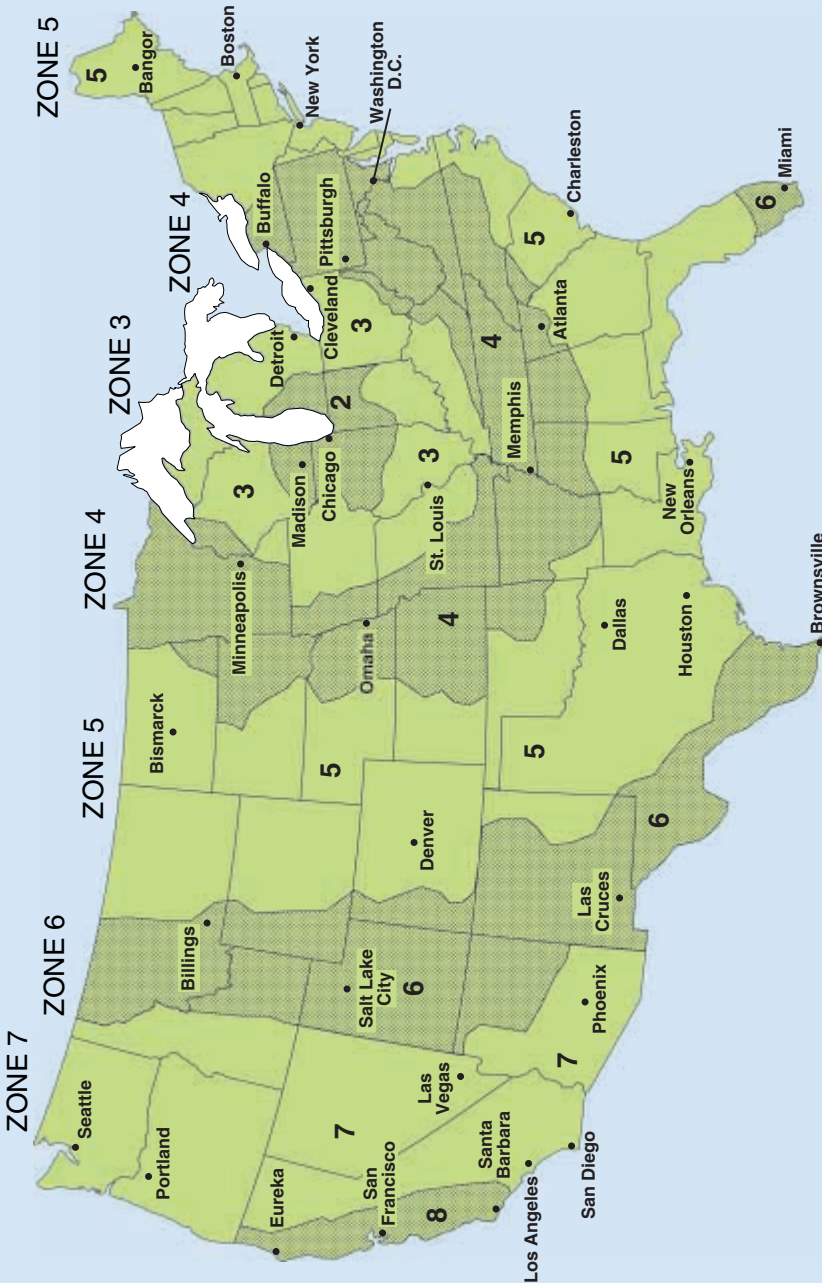 ZONE 7
ZONE 6
ZONE 5
ZONE 4
ZONE 3
ZONE 4
ZONE 5
Seattle
Portland
Eureka
San
Francisco
8
Santa
Barbara
Los Angeles
San Diego
7
Las
Vegas
7
Phoenix
Billings
Salt Lake
City
6
Las
Cruces
6
Denver
Bismarck
5
5
Minneapolis
Omaha
4
Dallas
Houston
Brownsville
3
Madison
Chicago
2
St. Louis
3
Memphis
5
New
Orleans
Detroit
Cleveland
3
4
Atlanta
Buffalo
Pittsburgh
5
Charleston
6
Miami
Washington
D.C.
New York
Boston
5
Bangor